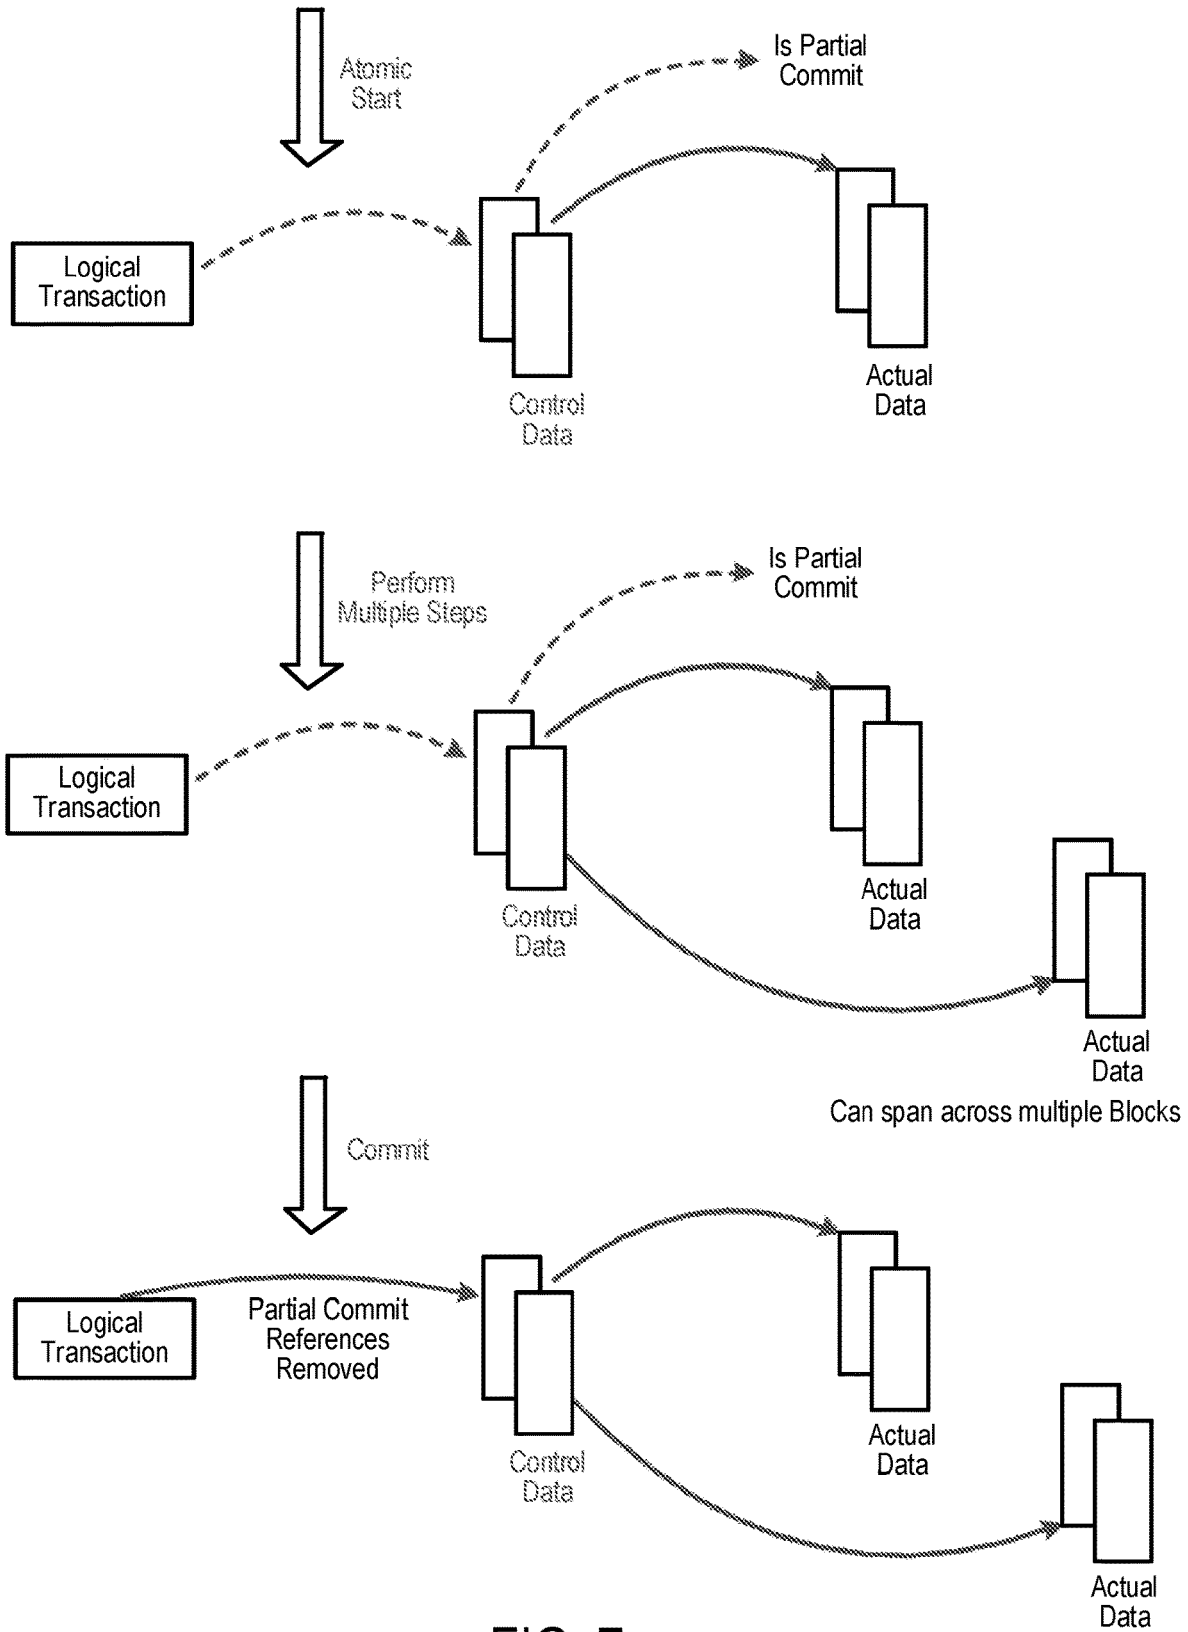 Atomic
Start
Is Partial
Commit
Logical
Transaction
Control
Data
Actual
Data
Perform
Multiple Steps
Is Partial
Commit
Logical
Transaction
Control
Data
Actual
Data
Actual
Data
Can span across multiple Blocks
Commit
Logical
Transaction
Partial Commit
References
Removed
Control
Data
Actual
Data
Actual
Data